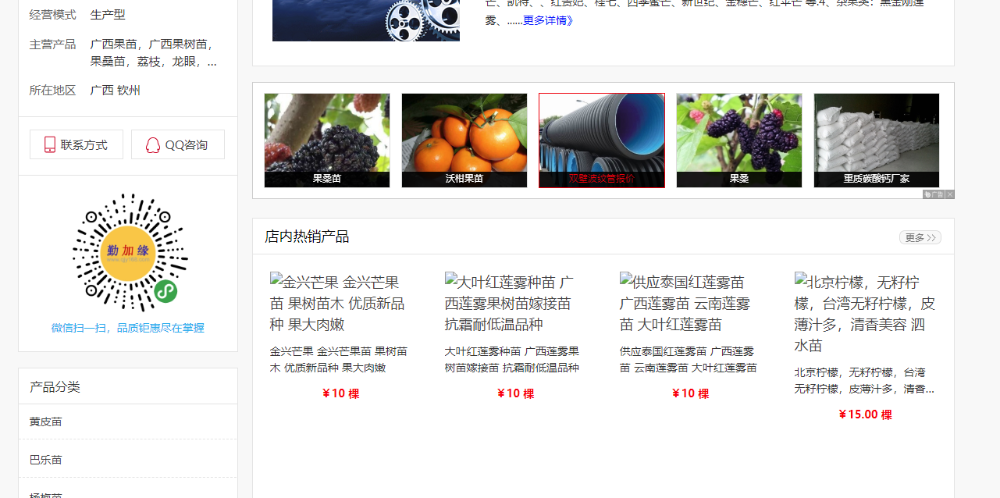 经营模式 生产型
主营产品 广西果苗，广西果树苗，
果桑苗，荔枝，龙眼，...
所在地区 广西 钦州
联系方式
QQ咨询
勤加缘
www.qjy168.com
微信扫一扫，品质钜惠尽在掌握
产品分类
黄皮苗
巴乐苗
杨梅苗
芒、凯特、、红贵妃、桂七、四季蜜芒、新世纪、金穗芒、红苹芒 等.4、杂果类：黑金刚莲
雾、......更多详情》
果桑苗
沃柑果苗
双壁波纹管报价
果桑
重质碳酸钙厂家
广告
店内热销产品
更多
金兴芒果 金兴芒果
苗 果树苗木 优质新品
种 果大肉嫩
金兴芒果 金兴芒果苗 果树苗
木 优质新品种 果大肉嫩
¥10 棵
大叶红莲雾种苗 广
西莲雾果树苗嫁接苗
抗霜耐低温品种
大叶红莲雾种苗 广西莲雾果
树苗嫁接苗 抗霜耐低温品种
¥10 棵
供应泰国红莲雾苗
广西莲雾苗 云南莲雾
苗 大叶红莲雾苗
供应泰国红莲雾苗 广西莲雾
苗 云南莲雾苗 大叶红莲雾苗
¥10 棵
北京柠檬，无籽柠
檬，台湾无籽柠檬，皮
薄汁多，清香美容 泗
水苗
北京柠檬，无籽柠檬，台湾
无籽柠檬，皮薄汁多，清香...
¥15.00 棵